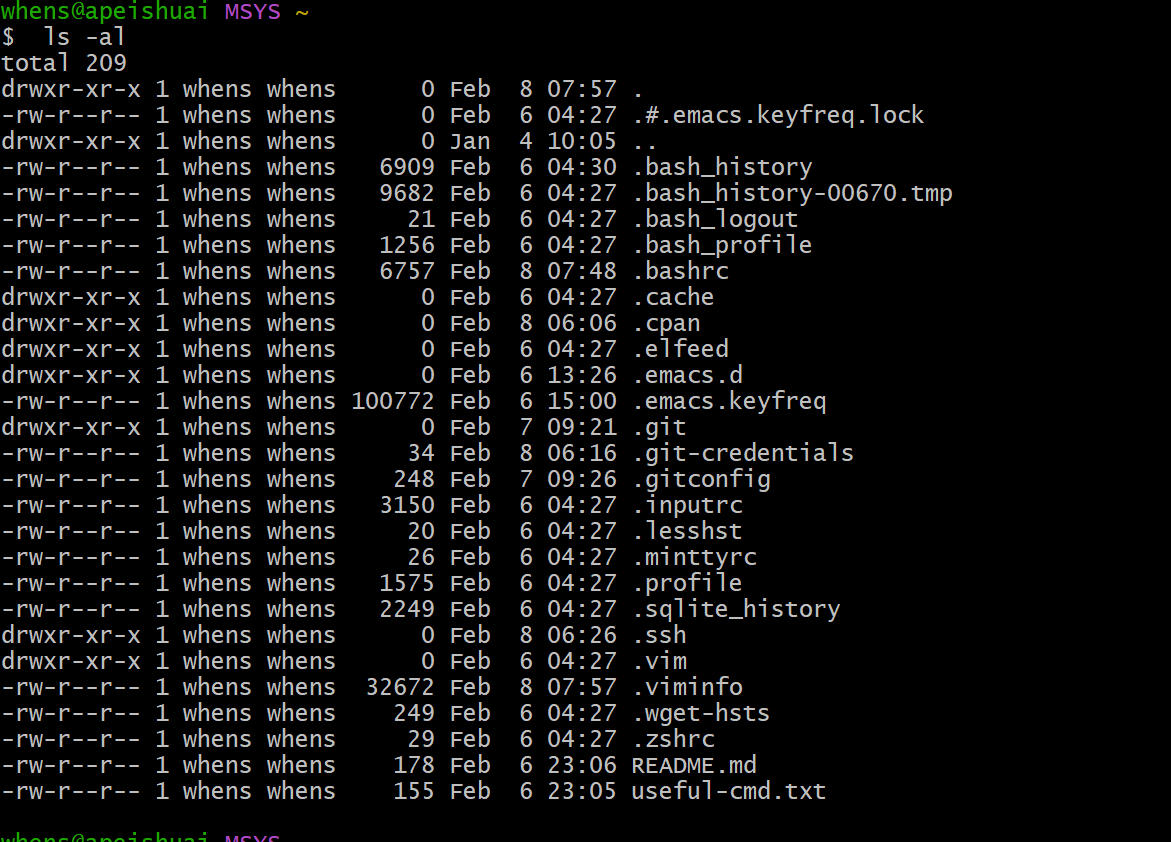 whens@apeishuai MSYS ~
$  ls -al
total 209
drwxr-xr-x 1 whens whens      0 Feb  8 07:57 .
-rw-r--r-- 1 whens whens      0 Feb  6 04:27 .#.emacs.keyfreq.lock
drwxr-xr-x 1 whens whens      0 Jan  4 10:05 ..
-rw-r--r-- 1 whens whens   6909 Feb  6 04:30 .bash_history
-rw-r--r-- 1 whens whens   9682 Feb  6 04:27 .bash_history-00670.tmp
-rw-r--r-- 1 whens whens     21 Feb  6 04:27 .bash_logout
-rw-r--r-- 1 whens whens   1256 Feb  6 04:27 .bash_profile
-rw-r--r-- 1 whens whens   6757 Feb  8 07:48 .bashrc
drwxr-xr-x 1 whens whens      0 Feb  6 04:27 .cache
drwxr-xr-x 1 whens whens      0 Feb  8 06:06 .cpan
drwxr-xr-x 1 whens whens      0 Feb  6 04:27 .elfeed
drwxr-xr-x 1 whens whens      0 Feb  6 13:26 .emacs.d
-rw-r--r-- 1 whens whens 100772 Feb  6 15:00 .emacs.keyfreq
drwxr-xr-x 1 whens whens      0 Feb  7 09:21 .git
-rw-r--r-- 1 whens whens     34 Feb  8 06:16 .git-credentials
-rw-r--r-- 1 whens whens    248 Feb  7 09:26 .gitconfig
-rw-r--r-- 1 whens whens   3150 Feb  6 04:27 .inputrc
-rw-r--r-- 1 whens whens     20 Feb  6 04:27 .lesshst
-rw-r--r-- 1 whens whens     26 Feb  6 04:27 .minttyrc
-rw-r--r-- 1 whens whens   1575 Feb  6 04:27 .profile
-rw-r--r-- 1 whens whens   2249 Feb  6 04:27 .sqlite_history
drwxr-xr-x 1 whens whens      0 Feb  8 06:26 .ssh
drwxr-xr-x 1 whens whens      0 Feb  6 04:27 .vim
-rw-r--r-- 1 whens whens  32672 Feb  8 07:57 .viminfo
-rw-r--r-- 1 whens whens    249 Feb  6 04:27 .wget-hsts
-rw-r--r-- 1 whens whens     29 Feb  6 04:27 .zshrc
-rw-r--r-- 1 whens whens    178 Feb  6 23:06 README.md
-rw-r--r-- 1 whens whens    155 Feb  6 23:05 useful-cmd.txt
whens@apeishuai MSYS